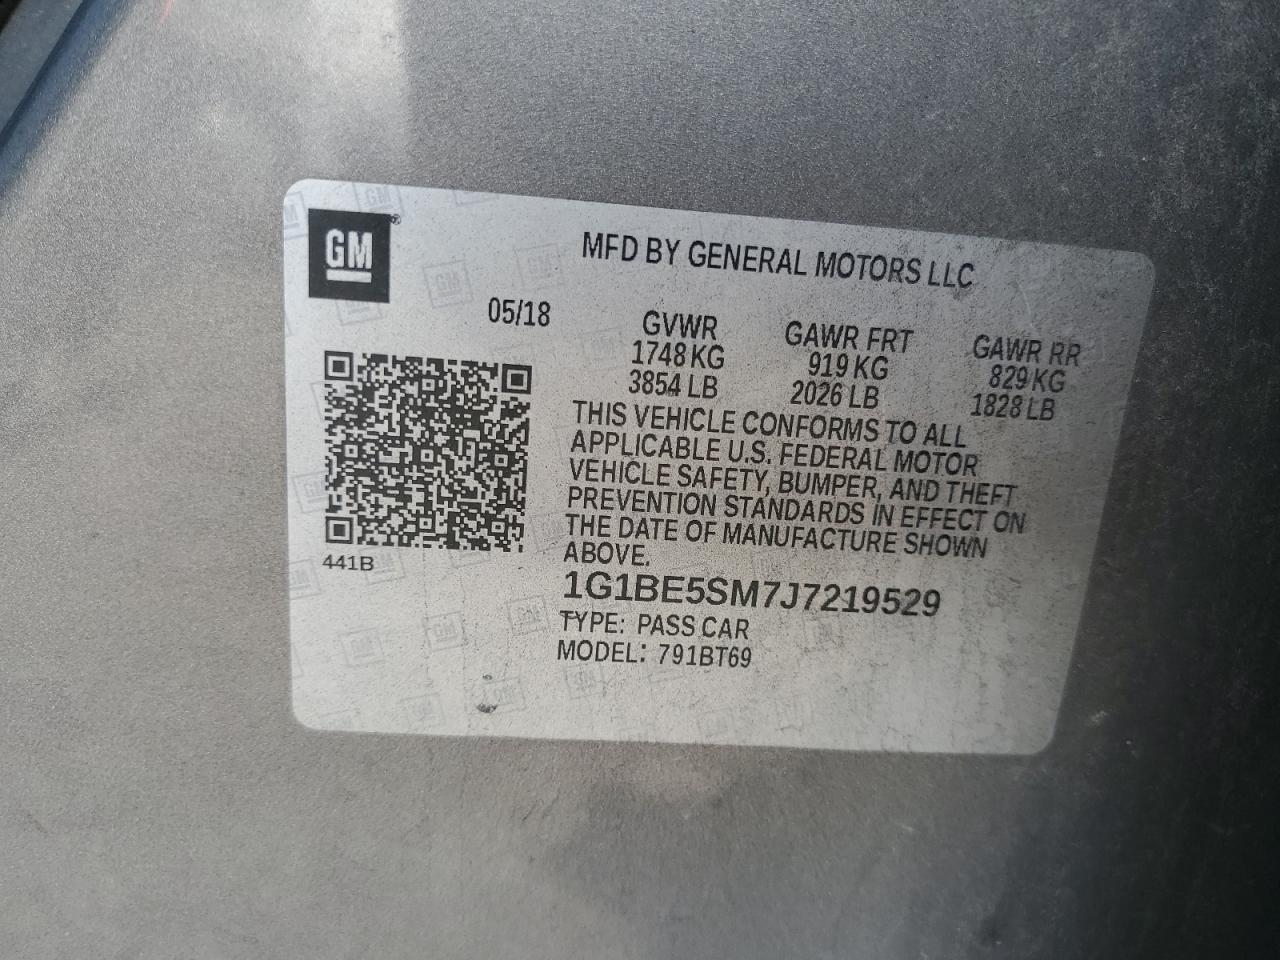 GM
MFD BY GENERAL MOTORS LLC
05/18
GVWR GAWR FRT GAWR RR
1748 KG 919 KG 829 KG
3854 LB 2026 LB 1828 LB
THIS VEHICLE CONFORMS TO ALL
APPLICABLE U.S. FEDERAL MOTOR
VEHICLE SAFETY, BUMPER, AND THEFT
PREVENTION STANDARDS IN EFFECT ON
THE DATE OF MANUFACTURE SHOWN
ABOVE.
441B
1G1BE5SM7J7219529
TYPE: PASS CAR
MODEL: 791BT69